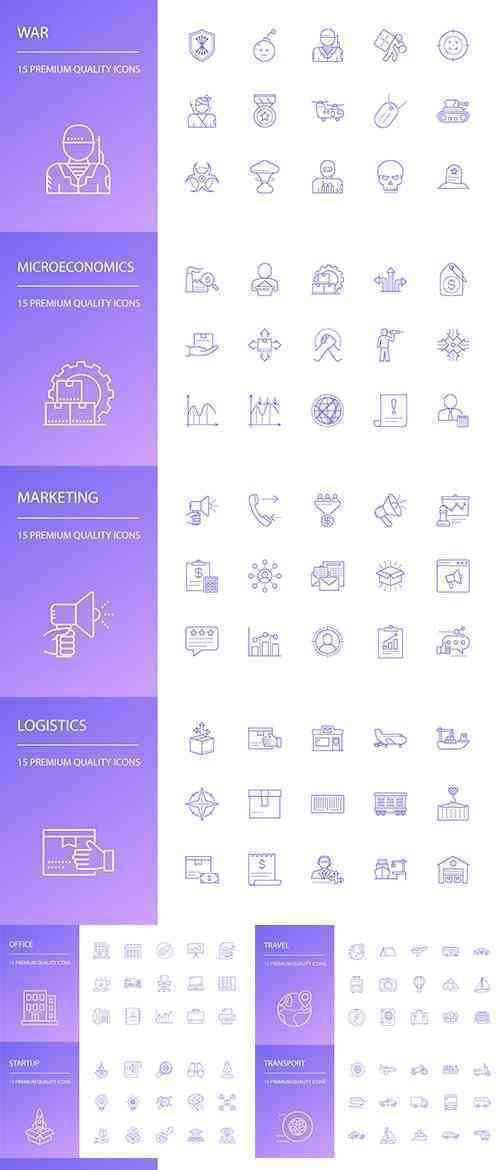 WAR
15 PREMIUM QUALITY ICONS
MICROECONOMICS
15 PREMIUM QUALITY ICONS
MARKETING
15 PREMIUM QUALITY ICONS
LOGISTICS
15 PREMIUM QUALITY ICONS
OFFICE
15 PREMIUM QUALITY ICONS
STARTUP
15 PREMIUM QUALITY ICONS
TRAVEL
15 PREMIUM QUALITY ICONS
TRANSPORT
15 PREMIUM QUALITY ICONS